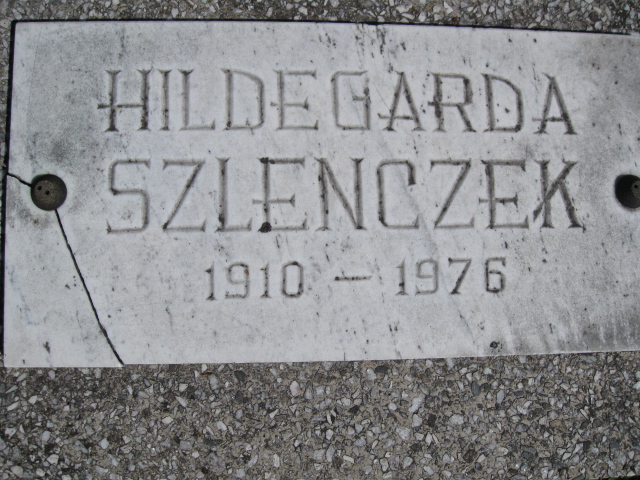 HILDEGARDA
SZLENCZEK
1910 - 1976